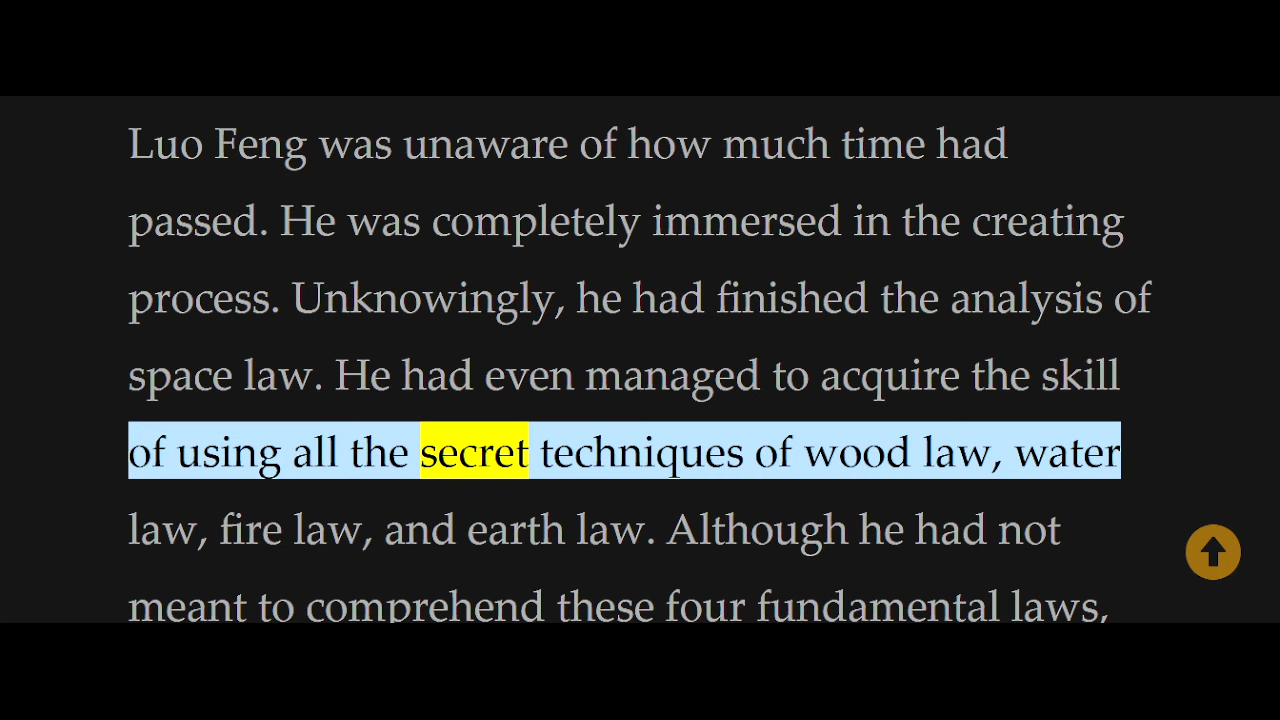 Luo Feng was unaware of how much time had
passed. He was completely immersed in the creating
process. Unknowingly, he had finished the analysis of
space law. He had even managed to acquire the skill
of using all the secret techniques of wood law, water
law, fire law, and earth law. Although he had not
meant to comprehend these four fundamental laws,